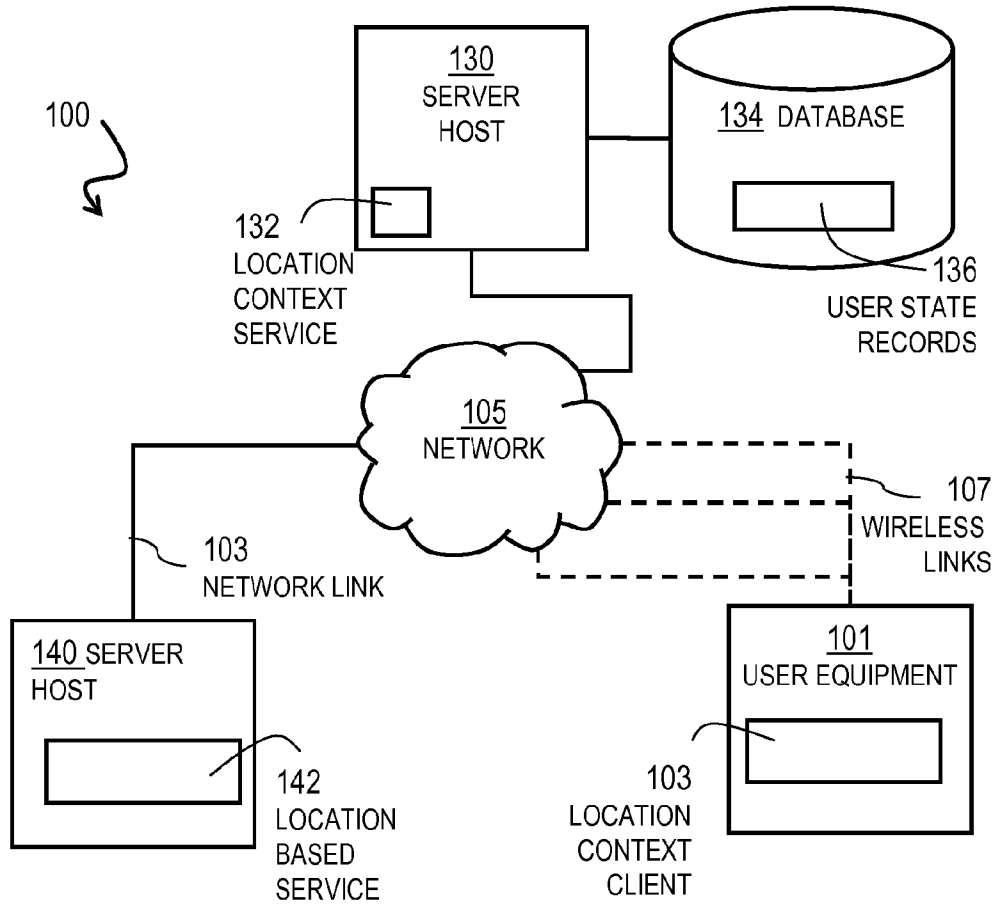 100
130
SERVER
HOST
134 DATABASE
132
LOCATION
CONTEXT
SERVICE
136
USER STATE
RECORDS
105
NETWORK
107
WIRELESS
LINKS
103
NETWORK LINK
140 SERVER
HOST
142
LOCATION
BASED
SERVICE
101
USER EQUIPMENT
103
LOCATION
CONTEXT
CLIENT